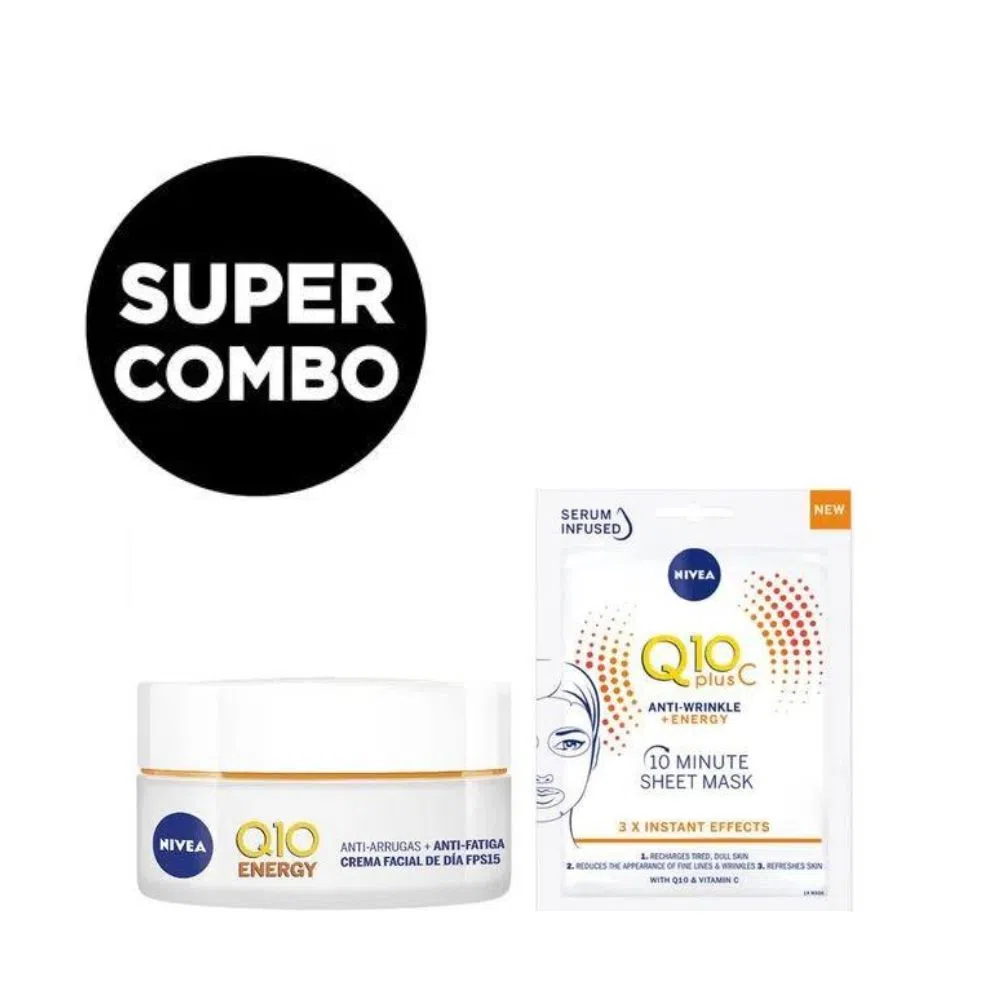 SUPER
COMBO
SERUM
INFUSED
NEW
NIVEA
Q10
plus C
ANTI-WRINKLE
+ENERGY
10 MINUTE
SHEET MASK
3 X INSTANT EFFECTS
1. RECHARGES TIRED, DULL SKIN
2. REDUCES THE APPEARANCE OF FINE LINES & WRINKLES 3. REFRESHES SKIN
WITH Q10 & VITAMIN C
NIVEA
Q10
ENERGY
ANTI-ARRUGAS + ANTI-FATIGA
CREMA FACIAL DE DÍA FPS15